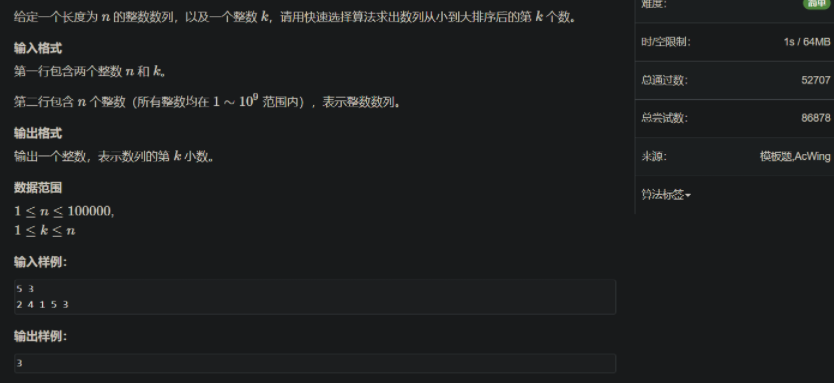 给定一个长度为 n 的整数数列，以及一个整数 k，请用快速选择算法求出数列从小到大排序后的第 k 个数。
输入格式
第一行包含两个整数 n 和 k。
第二行包含 n 个整数（所有整数均在 1 ∼ 10⁹ 范围内），表示整数数列。
输出格式
输出一个整数，表示数列的第 k 小数。
数据范围
1 ≤ n ≤ 100000,
1 ≤ k ≤ n
输入样例：
5 3
2 4 1 5 3
输出样例：
3
难度：
简单
时/空限制： 1s / 64MB
总通过数： 52707
总尝试数： 86878
来源： 模板题,AcWing
算法标签